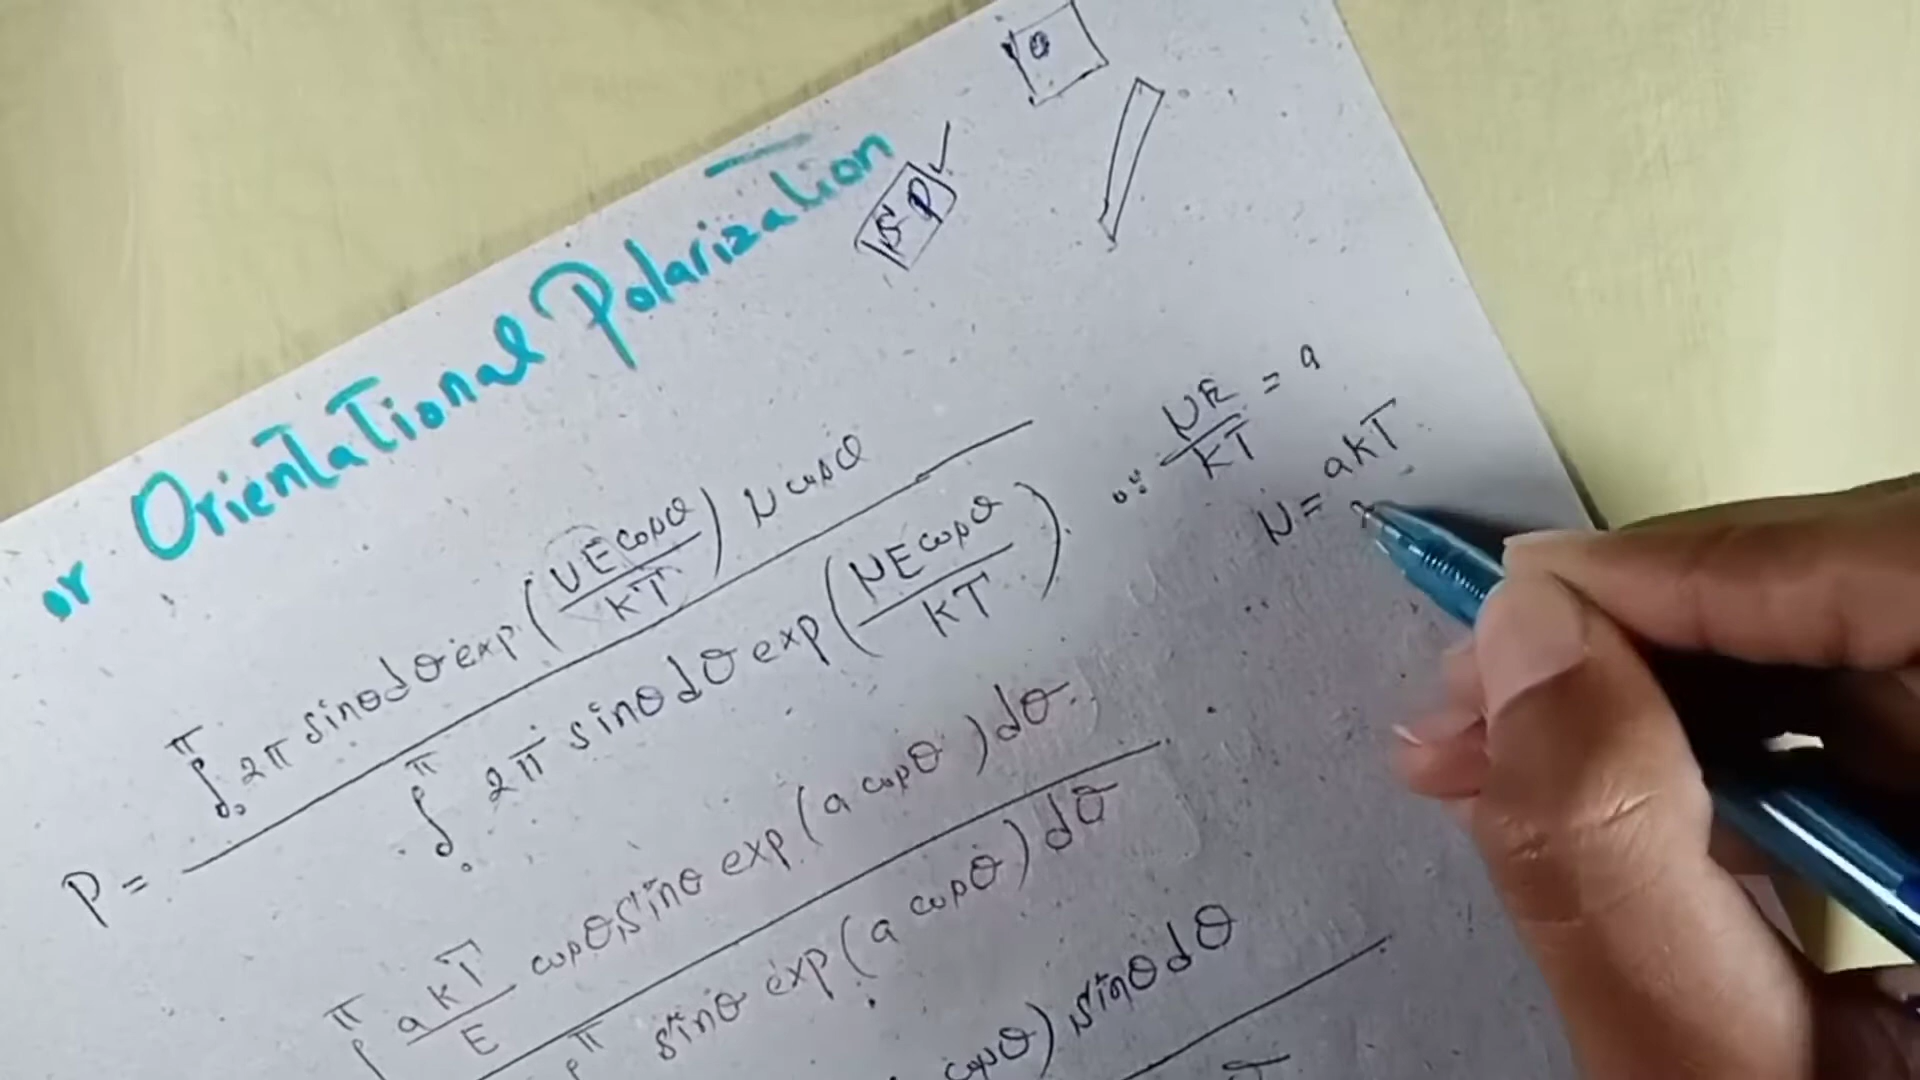 θ
S-P ✓
or Orientational Polarization
P = ∫₀^π 2π sinθ dθ exp(μE cosθ / kT) μ cosθ
∫₀^π 2π sinθ dθ exp(μE cosθ / kT)
∵ μE / kT = a
μ = akT
∫^π akT / E cosθ sinθ exp(a cosθ) dθ
∫^π sinθ exp(a cosθ) dθ
cosθ) sinθ dθ